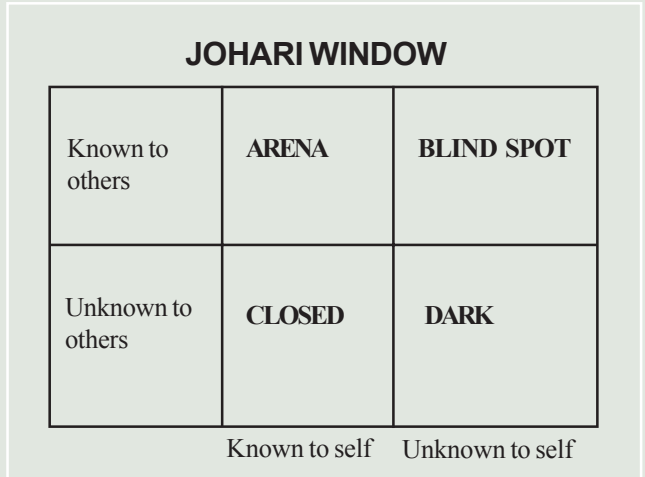 JOHARI WINDOW
Known to
others
ARENA
BLIND SPOT
Unknown to
others
CLOSED
DARK
Known to self
Unknown to self